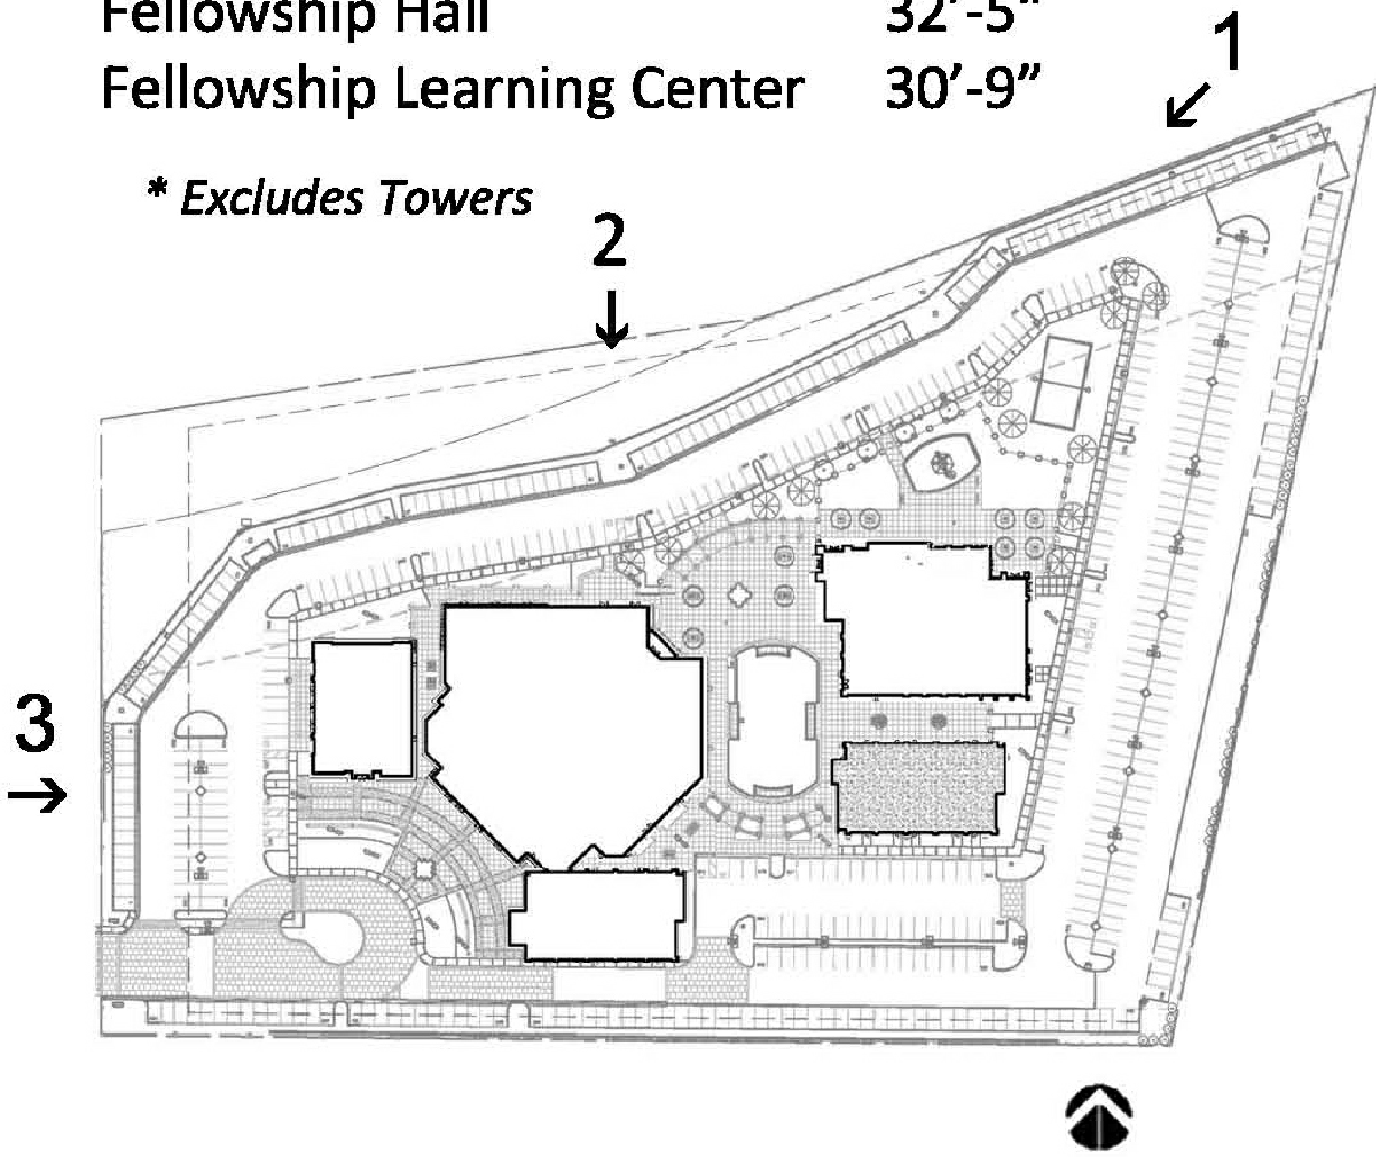 Fellowship Hall 32'-5"
Fellowship Learning Center 30’-9”
* Excludes Towers
1
2
3